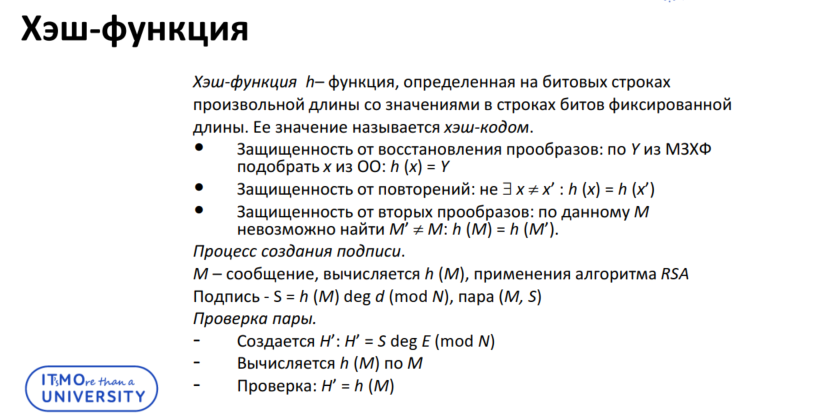 Хэш-функция
Хэш-функция h– функция, определенная на битовых строках
произвольной длины со значениями в строках битов фиксированной
длины. Ее значение называется хэш-кодом.
• Защищенность от восстановления прообразов: по Y из МЗХФ
подобрать x из ОО: h (x) = Y
• Защищенность от повторений: не ∃ x ≠ x′ : h (x) = h (x′)
• Защищенность от вторых прообразов: по данному M
невозможно найти M′ ≠ M: h (M) = h (M′).
Процесс создания подписи.
M – сообщение, вычисляется h (M), применения алгоритма RSA
Подпись - S = h (M) deg d (mod N), пара (M, S)
Проверка пары.
- Создается H′: H′ = S deg E (mod N)
- Вычисляется h (M) по M
- Проверка: H′ = h (M)
ITsMOre than a
UNIVERSITY